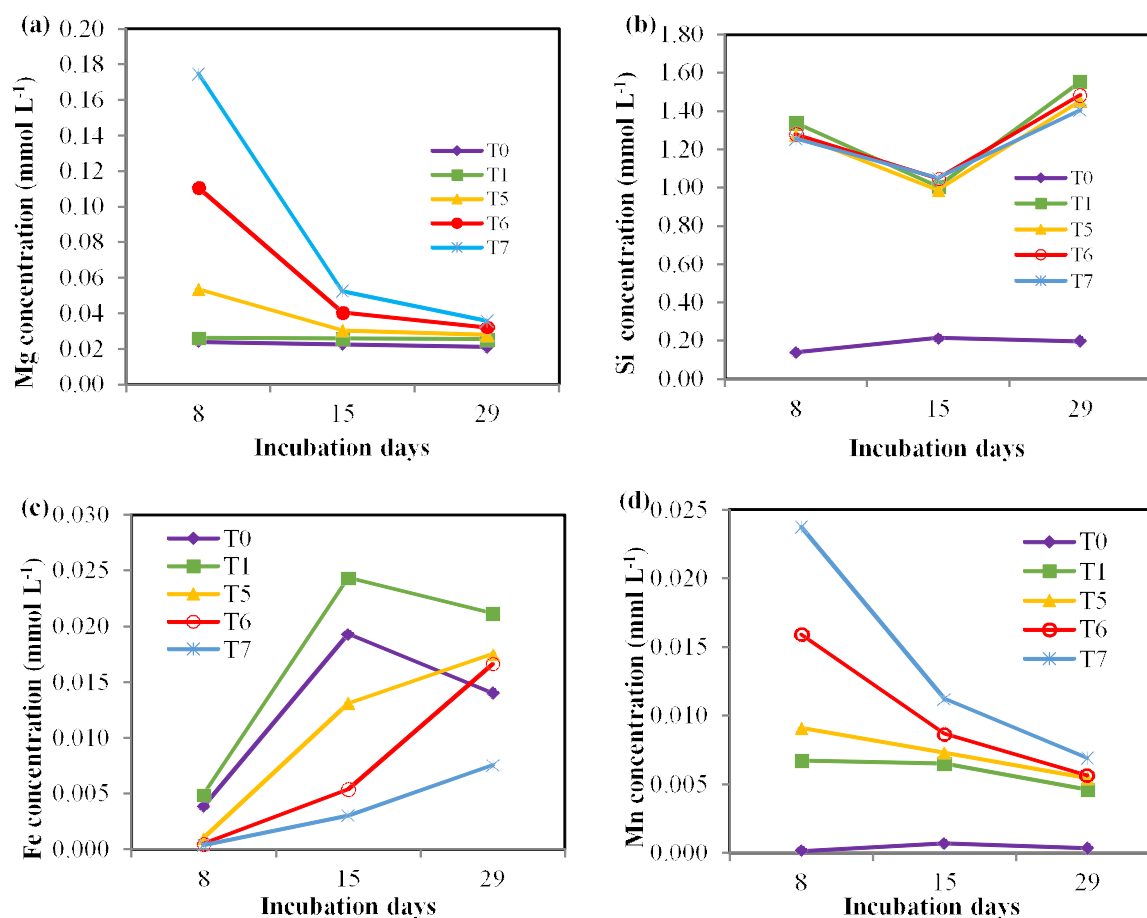 (a)
Mg concentration (mmol L-1)
0.20
0.18
0.16
0.14
0.12
0.10
0.08
0.06
0.04
0.02
0.00
T0
T1
T5
T6
T7
8 15 29
Incubation days
(b)
Si concentration (mmol L-1)
1.80
1.60
1.40
1.20
1.00
0.80
0.60
0.40
0.20
0.00
T0
T1
T5
T6
T7
8 15 29
Incubation days
(c)
Fe concentration (mmol L-1)
0.030
0.025
0.020
0.015
0.010
0.005
0.000
T0
T1
T5
T6
T7
8 15 29
Incubation days
(d)
Mn concentration (mml L-1)
0.025
0.020
0.015
0.010
0.005
0.000
T0
T1
T5
T6
T7
8 15 29
Incubation days